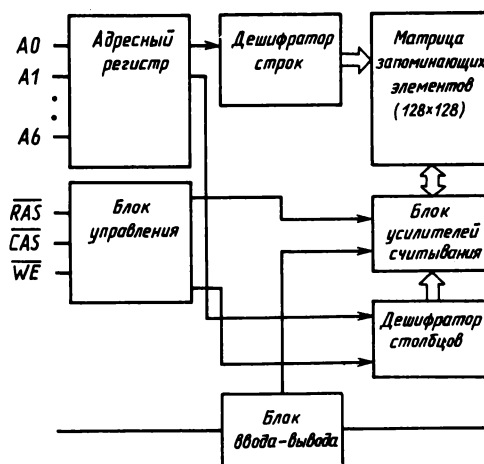 A0
A1
A6
Адресный
регистр
Дешифратор
строк
Матрица
запоминающих
элементов
(128×128)
RAS
CAS
WE
Блок
управления
Блок
усилителей
считывания
Дешифратор
столбцов
Блок
ввода-вывода